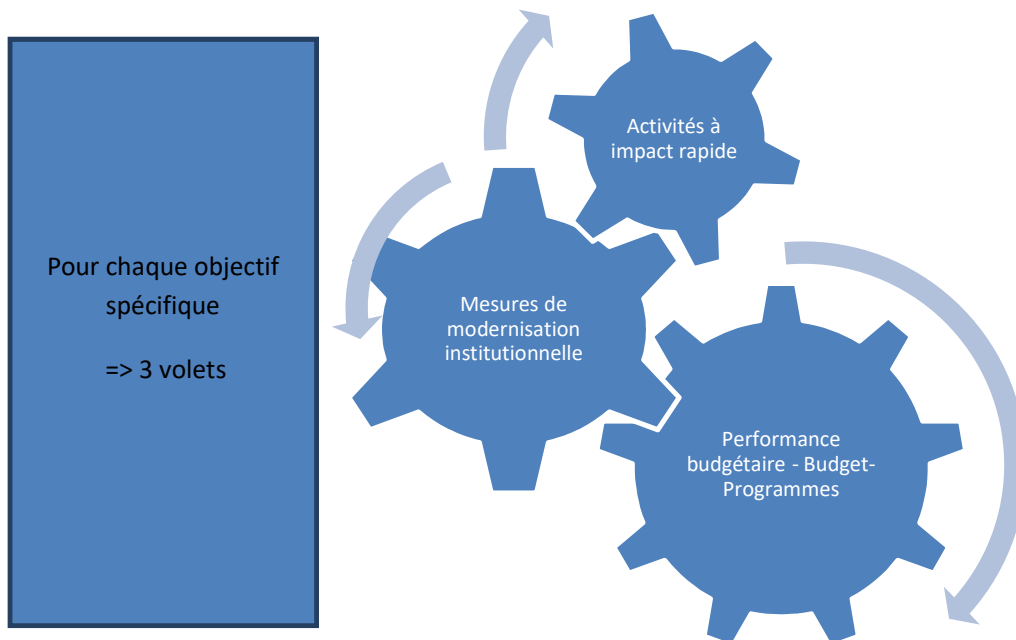 Pour chaque objectif
spécifique
=> 3 volets
Activités à
impact rapide
Mesures de
modernisation
institutionnelle
Performance
budgétaire - Budget-
Programmes